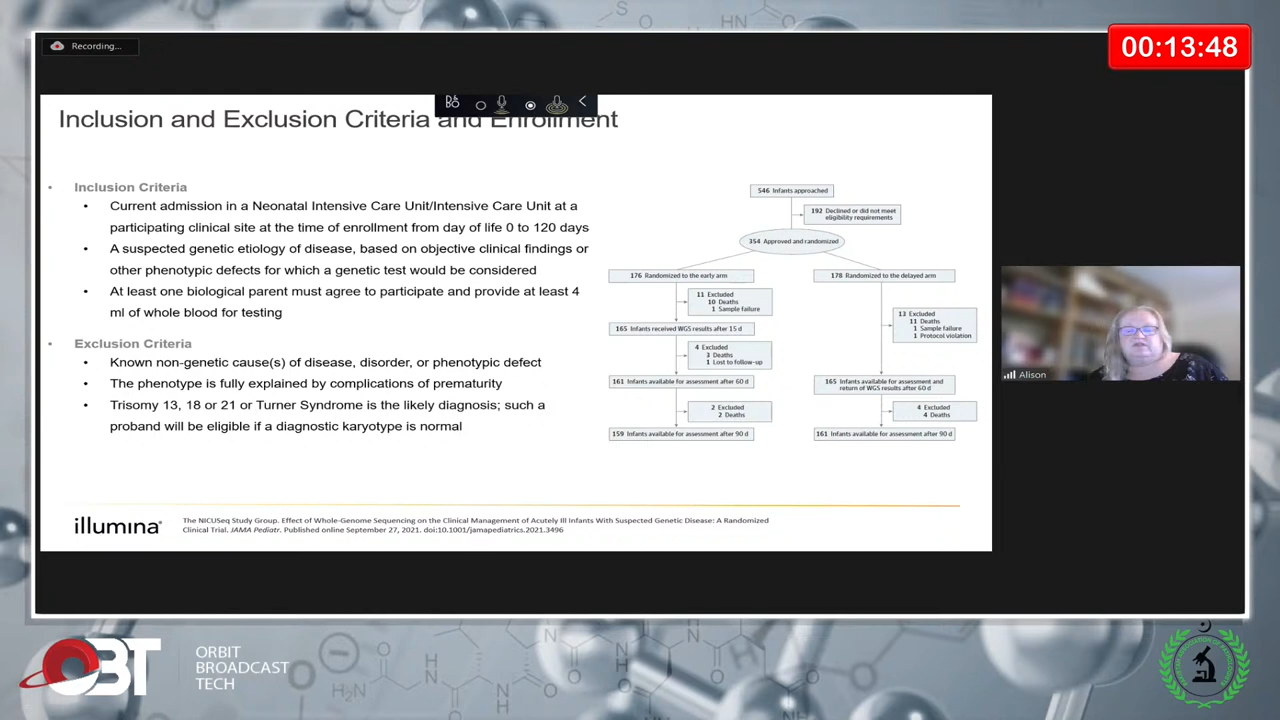 Recording...
00:13:48
Inclusion and Exclusion Criteria and Enrollment
• Inclusion Criteria
• Current admission in a Neonatal Intensive Care Unit/Intensive Care Unit at a
participating clinical site at the time of enrollment from day of life 0 to 120 days
• A suspected genetic etiology of disease, based on objective clinical findings or
other phenotypic defects for which a genetic test would be considered
• At least one biological parent must agree to participate and provide at least 4
ml of whole blood for testing
• Exclusion Criteria
• Known non-genetic cause(s) of disease, disorder, or phenotypic defect
• The phenotype is fully explained by complications of prematurity
• Trisomy 13, 18 or 21 or Turner Syndrome is the likely diagnosis; such a
proband will be eligible if a diagnostic karyotype is normal
546 Infants approached
192 Declined or did not meet
eligibility requirements
354 Approved and randomized
176 Randomized to the early arm
11 Excluded
10 Deaths
1 Sample failure
165 Infants received WGS results after 15 d
4 Excluded
3 Deaths
1 Lost to follow-up
161 Infants available for assessment after 60 d
2 Excluded
2 Deaths
159 Infants available for assessment after 90 d
178 Randomized to the delayed arm
13 Excluded
11 Deaths
1 Sample failure
1 Protocol violation
165 Infants available for assessment and
return of WGS results after 60 d
4 Excluded
4 Deaths
161 Infants available for assessment after 90 d
Alison
illumina®
The NICUSeq Study Group. Effect of Whole-Genome Sequencing on the Clinical Management of Acutely Ill Infants With Suspected Genetic Disease: A Randomized
Clinical Trial. JAMA Pediatr. Published online September 27, 2021. doi:10.1001/jamapediatrics.2021.3496
OBT
ORBIT
BROADCAST
TECH
H₂N
HN
S
O
N